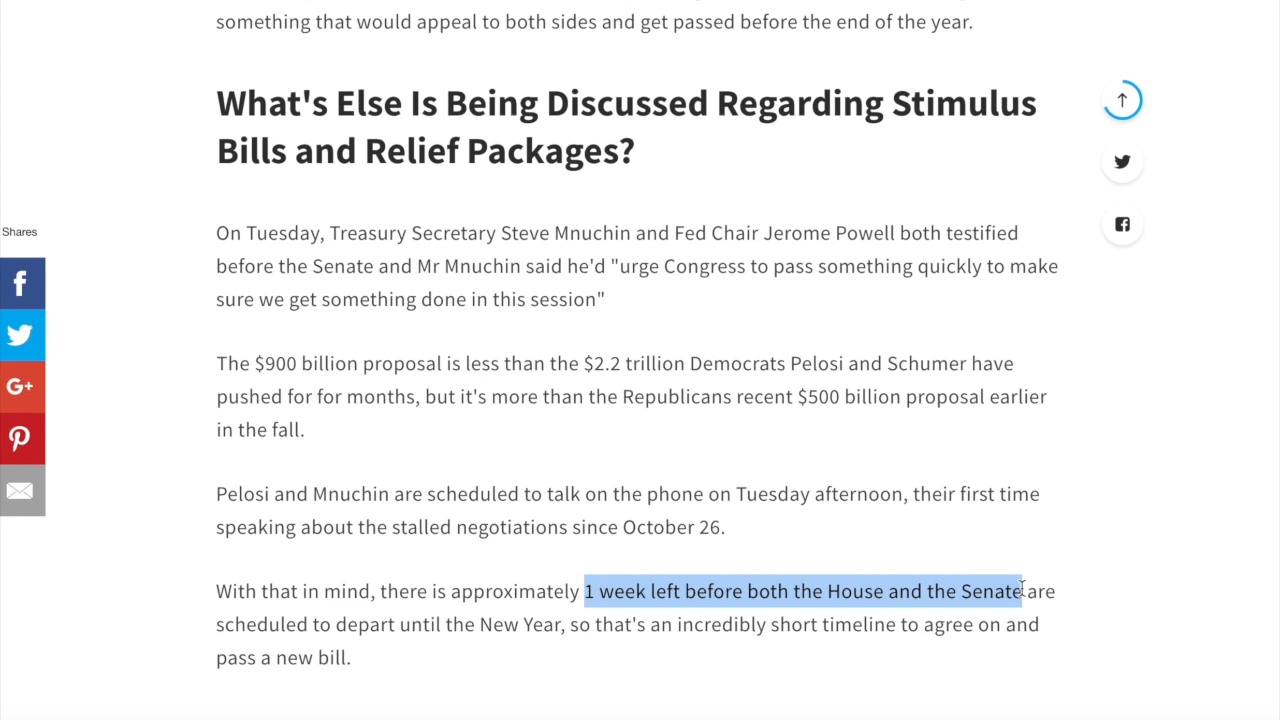 something that would appeal to both sides and get passed before the end of the year.
What's Else Is Being Discussed Regarding Stimulus
Bills and Relief Packages?
Shares
On Tuesday, Treasury Secretary Steve Mnuchin and Fed Chair Jerome Powell both testified
before the Senate and Mr Mnuchin said he'd "urge Congress to pass something quickly to make
sure we get something done in this session"
The $900 billion proposal is less than the $2.2 trillion Democrats Pelosi and Schumer have
pushed for for months, but it's more than the Republicans recent $500 billion proposal earlier
in the fall.
Pelosi and Mnuchin are scheduled to talk on the phone on Tuesday afternoon, their first time
speaking about the stalled negotiations since October 26.
With that in mind, there is approximately 1 week left before both the House and the Senate are
scheduled to depart until the New Year, so that's an incredibly short timeline to agree on and
pass a new bill.